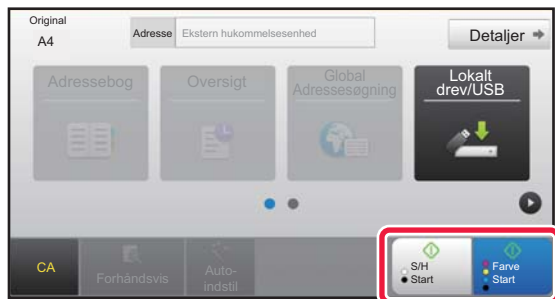 Original
A4
Adresse
Ekstern hukommelsesenhed
Detaljer
Adressebog
Oversigt
Global
Adressesøgning
Lokalt
drev/USB
CA
Forhåndsvis
Auto-
indstil
S/H
Start
Farve
Start